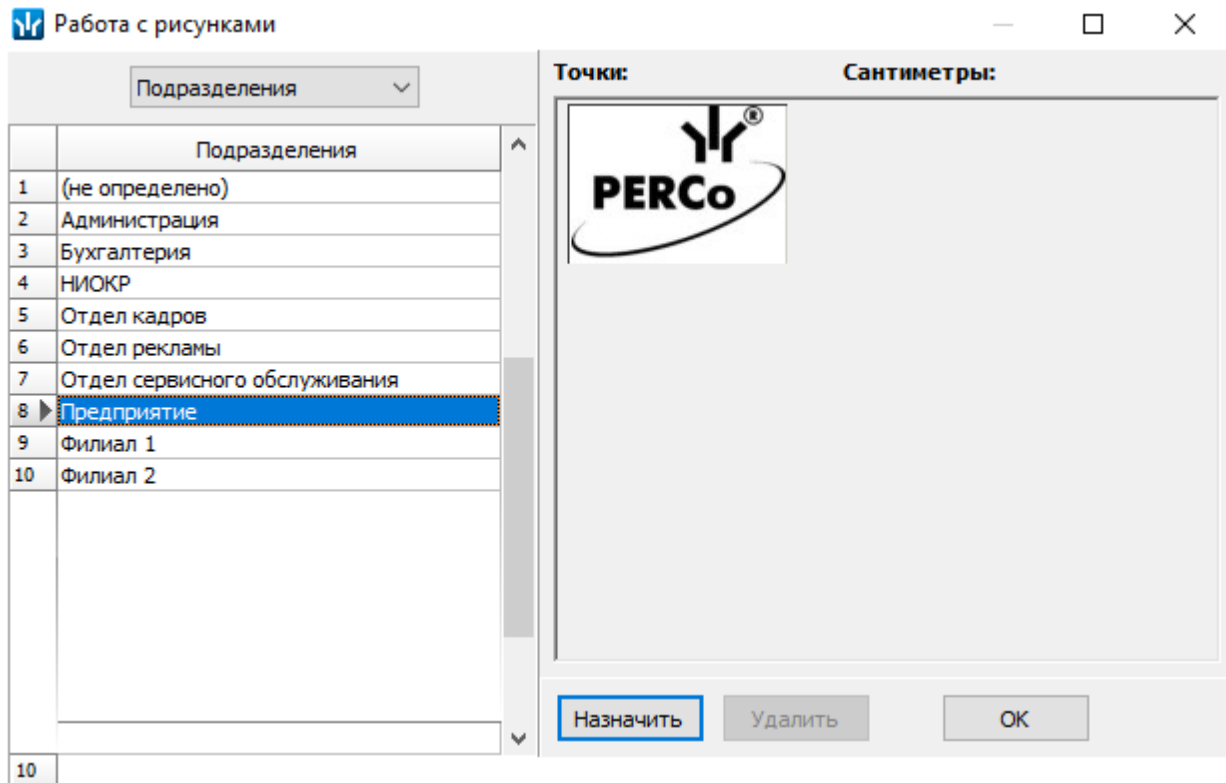 Работа с рисунками
Подразделения
Подразделения
1 (не определено)
2 Администрация
3 Бухгалтерия
4 НИОКР
5 Отдел кадров
6 Отдел рекламы
7 Отдел сервисного обслуживания
8 Предприятие
9 Филиал 1
10 Филиал 2
10
Точки: Сантиметры:
®
PERCo
Назначить Удалить ОК